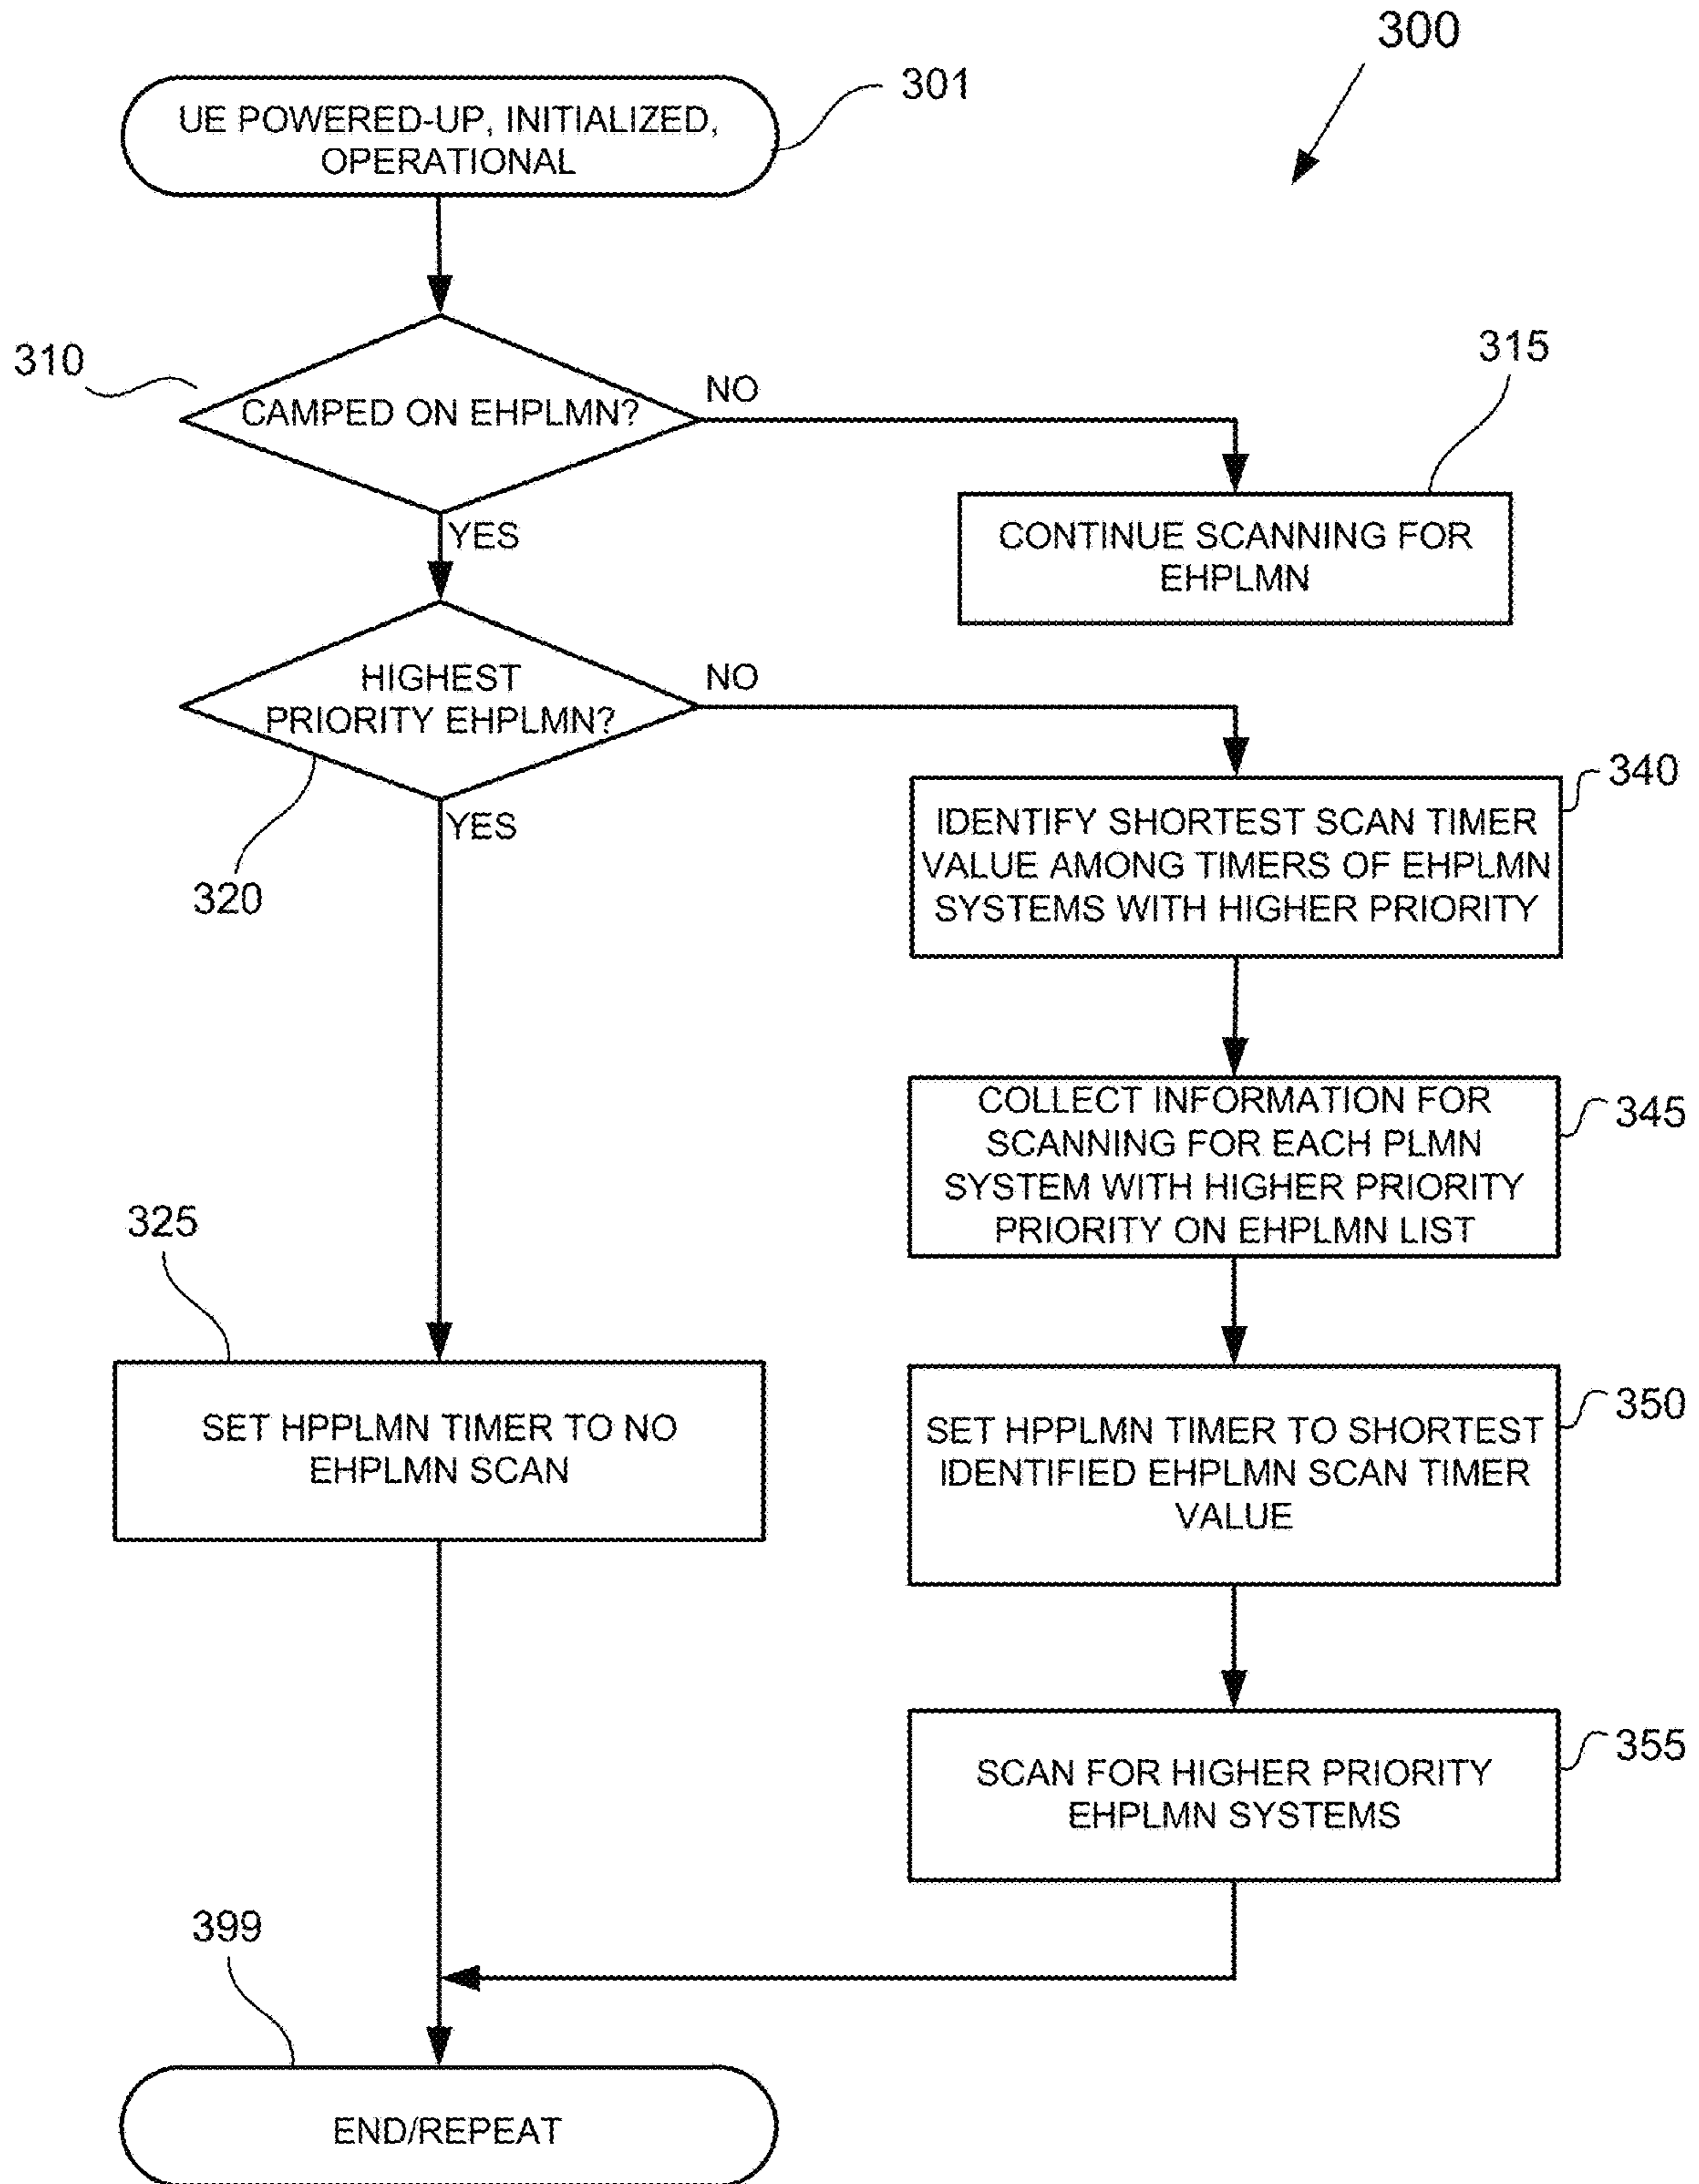 300
301
UE POWERED-UP, INITIALIZED,
OPERATIONAL
310
CAMPED ON EHPLMN?
NO
315
CONTINUE SCANNING FOR
EHPLMN
YES
HIGHEST
PRIORITY EHPLMN?
NO
320
YES
340
IDENTIFY SHORTEST SCAN TIMER
VALUE AMONG TIMERS OF EHPLMN
SYSTEMS WITH HIGHER PRIORITY
345
COLLECT INFORMATION FOR
SCANNING FOR EACH PLMN
SYSTEM WITH HIGHER PRIORITY
PRIORITY ON EHPLMN LIST
325
SET HPPLMN TIMER TO NO
EHPLMN SCAN
350
SET HPPLMN TIMER TO SHORTEST
IDENTIFIED EHPLMN SCAN TIMER
VALUE
355
SCAN FOR HIGHER PRIORITY
EHPLMN SYSTEMS
399
END/REPEAT